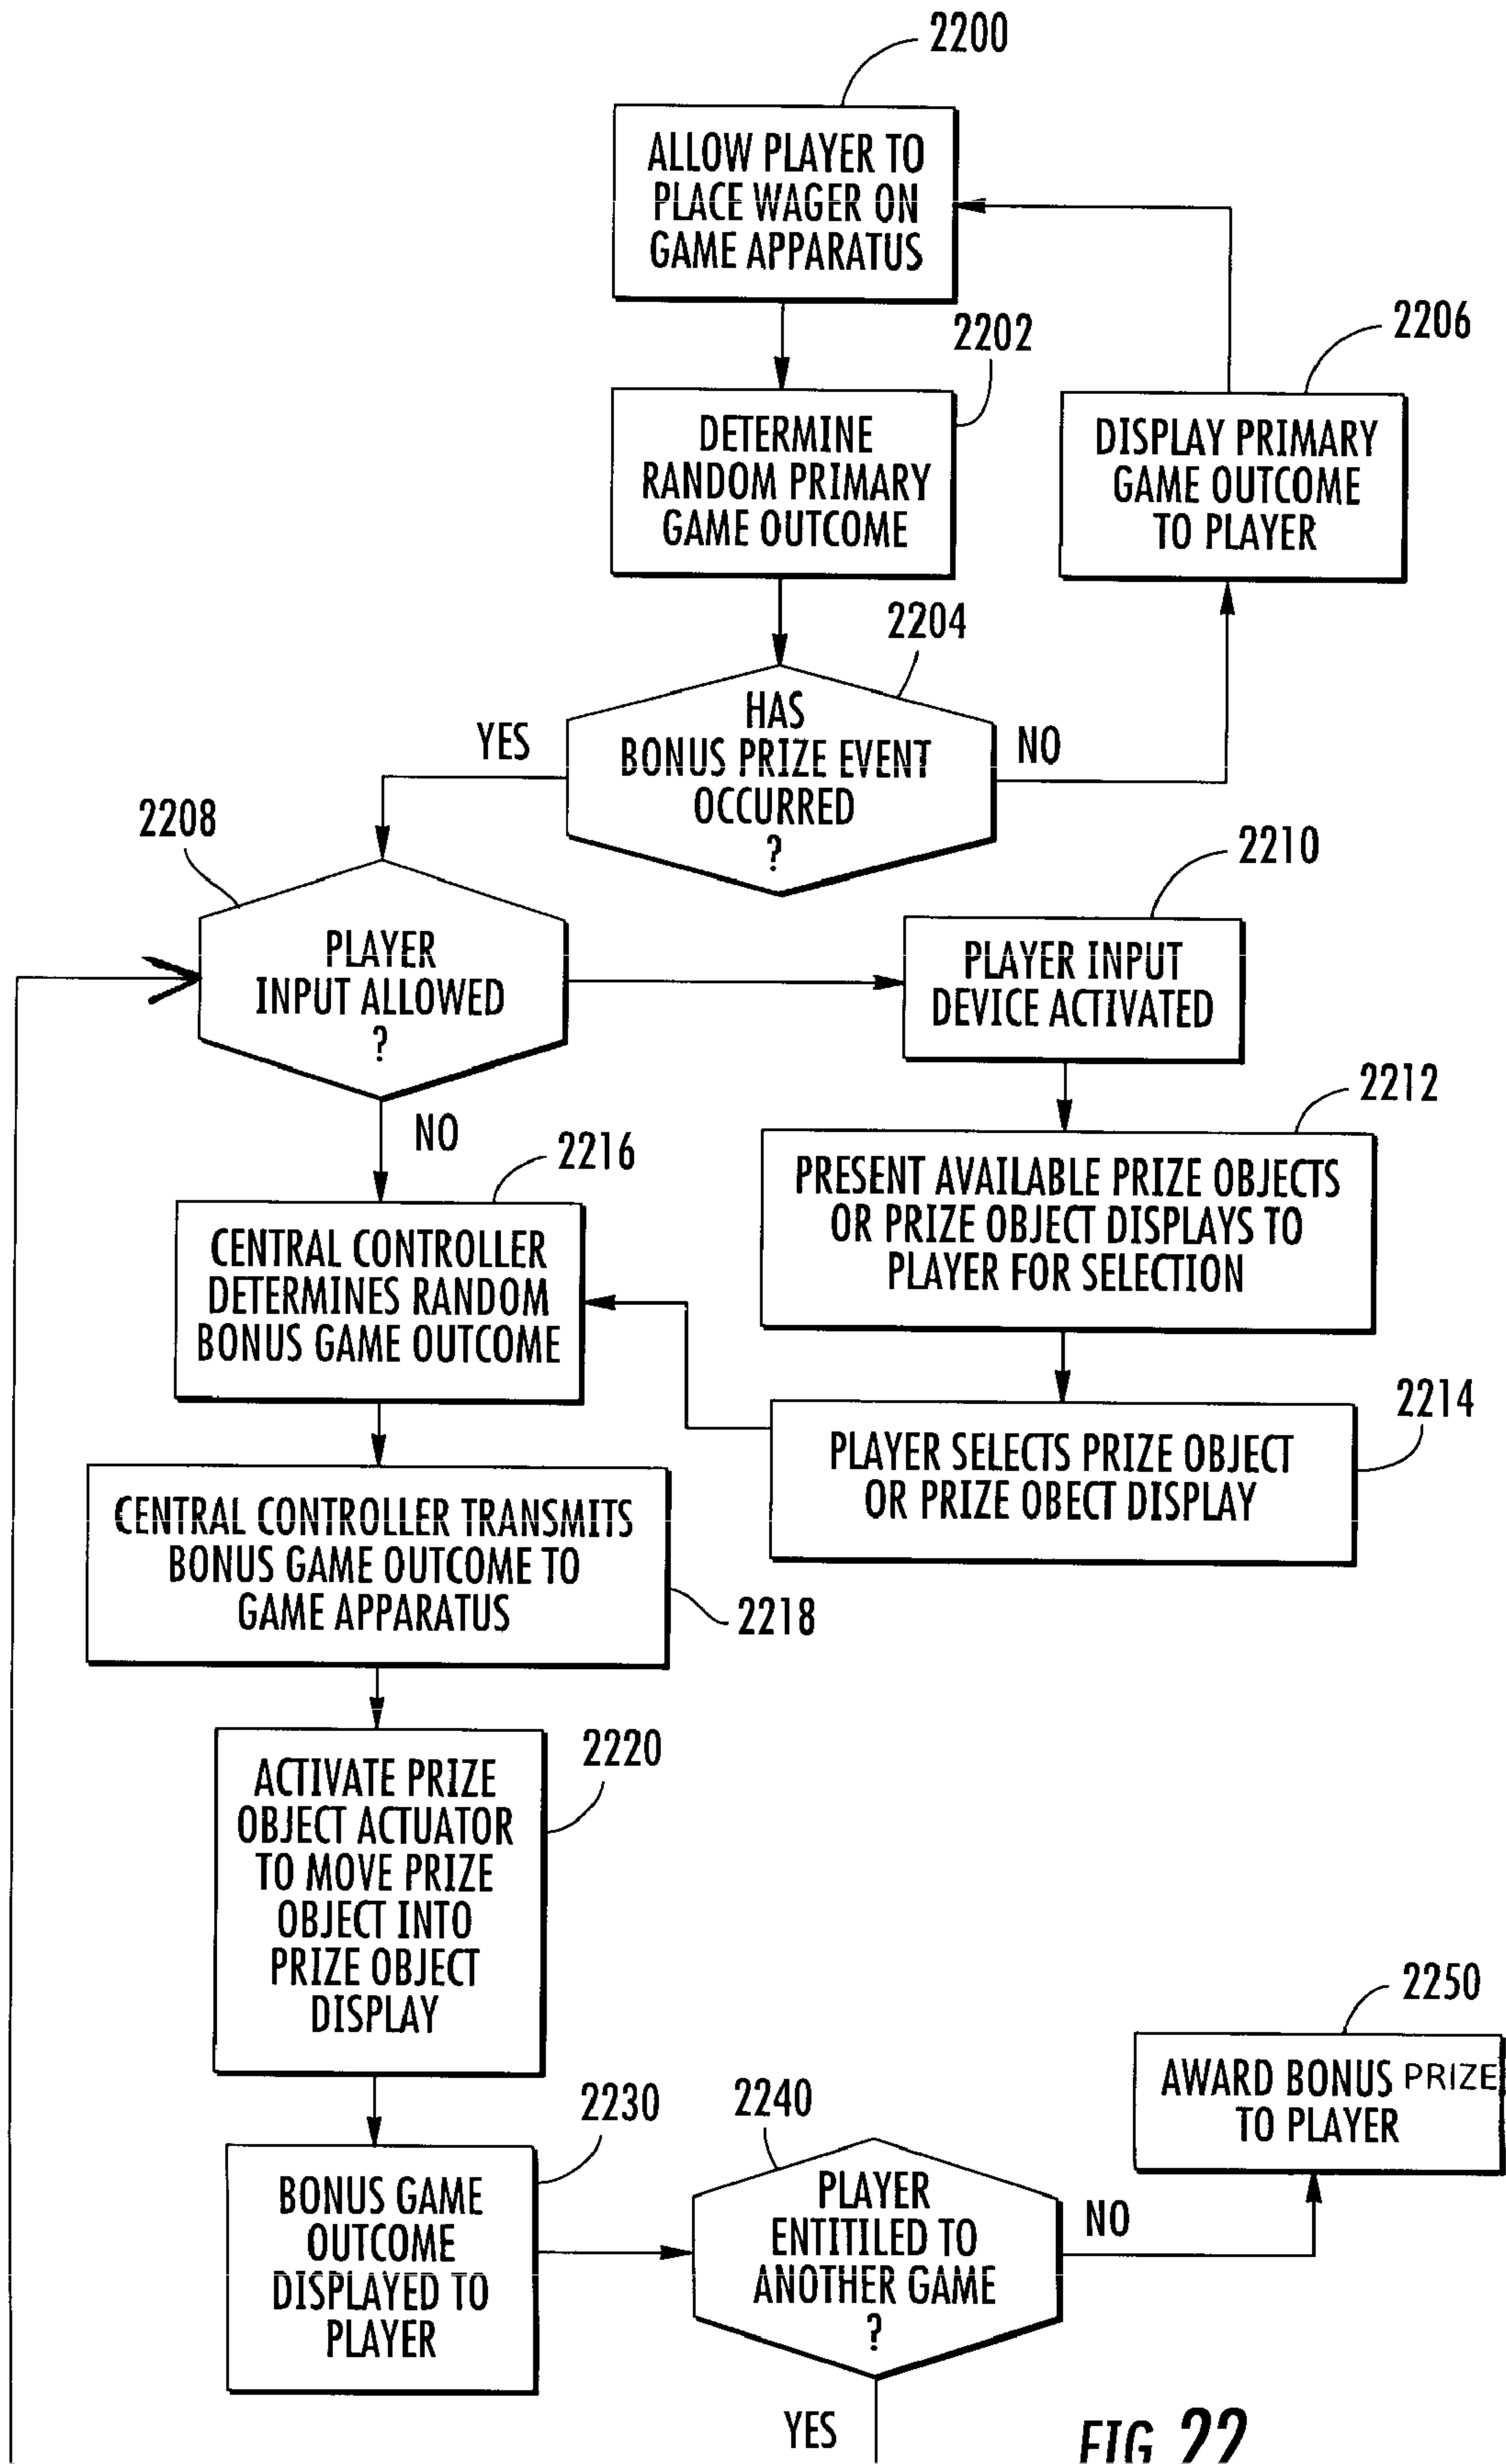 2200
ALLOW PLAYER TO
PLACE WAGER ON
GAME APPARATUS
2202
DETERMINE
RANDOM PRIMARY
GAME OUTCOME
2206
DISPLAY PRIMARY
GAME OUTCOME
TO PLAYER
2204
HAS
BONUS PRIZE EVENT
OCCURRED
?
YES
NO
2208
PLAYER
INPUT ALLOWED
?
NO
2210
PLAYER INPUT
DEVICE ACTIVATED
2212
PRESENT AVAILABLE PRIZE OBJECTS
OR PRIZE OBJECT DISPLAYS TO
PLAYER FOR SELECTION
2214
PLAYER SELECTS PRIZE OBJECT
OR PRIZE OBECT DISPLAY
2216
CENTRAL CONTROLLER
DETERMINES RANDOM
BONUS GAME OUTCOME
CENTRAL CONTROLLER TRANSMITS
BONUS GAME OUTCOME TO
GAME APPARATUS
2218
2220
ACTIVATE PRIZE
OBJECT ACTUATOR
TO MOVE PRIZE
OBJECT INTO
PRIZE OBJECT
DISPLAY
2230
BONUS GAME
OUTCOME
DISPLAYED TO
PLAYER
2240
PLAYER
ENTITILED TO
ANOTHER GAME
?
NO
YES
2250
AWARD BONUS PRIZE
TO PLAYER
FIG 22